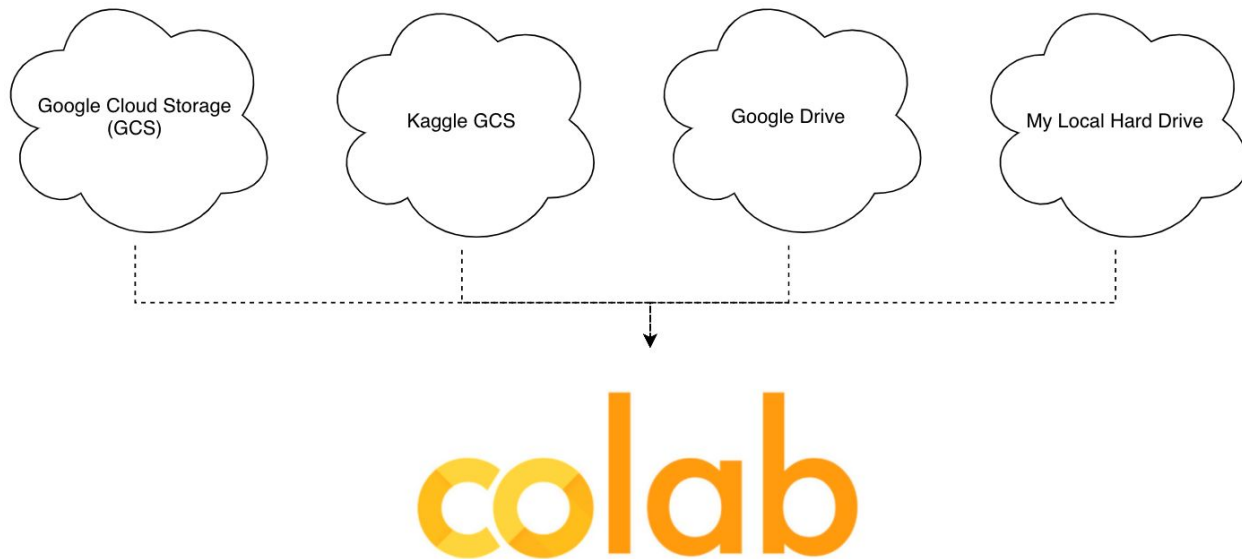 Google Cloud Storage
(GCS)
Kaggle GCS
Google Drive
My Local Hard Drive
colab